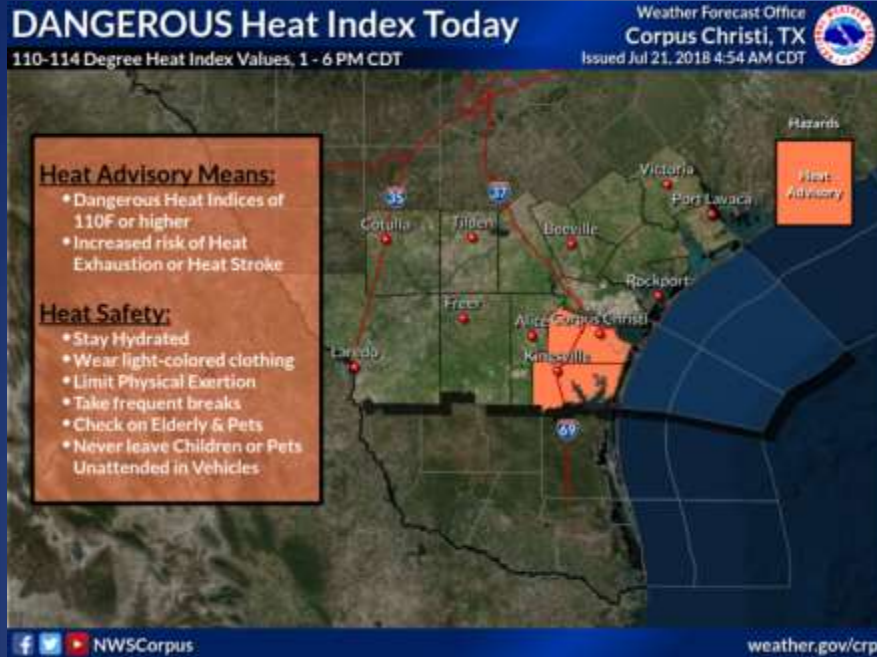 DANGEROUS Heat Index Today
110-114 Degree Heat Index Values, 1 - 6 PM CDT
Weather Forecast Office
Corpus Christi, TX
Issued Jul 21, 2018 4:54 AM CDT
Hazards
Heat
Advisory
Heat Advisory Means:
• Dangerous Heat Indices of
110F or higher
• Increased risk of Heat
Exhaustion or Heat Stroke
Heat Safety:
• Stay Hydrated
• Wear light-colored clothing
• Limit Physical Exertion
• Take frequent breaks
• Check on Elderly & Pets
• Never leave Children or Pets
Unattended in Vehicles
Victoria
35
37
Port Lavaca
Cotulla
Tilden
Beeville
Rockport
Freer
Alice
Corpus Christi
Laredo
Kingsville
69
NWSCorpus
weather.gov/crp